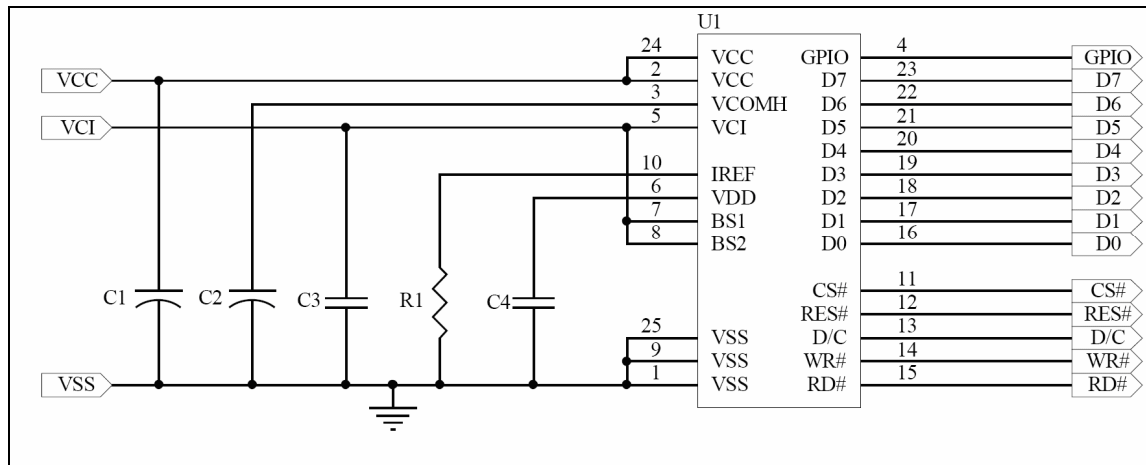 U1
24 VCC GPIO 4 GPIO
VCC 2 VCC D7 23 D7
3 VCOMH D6 22 D6
VCI 5 VCI D5 21 D5
D4 20 D4
10 IREF D3 19 D3
6 VDD D2 18 D2
7 BS1 D1 17 D1
8 BS2 D0 16 D0
C1 C2 C3 R1 C4
CS# 11 CS#
RES# 12 RES#
25 VSS D/C 13 D/C
9 VSS WR# 14 WR#
VSS 1 VSS RD# 15 RD#